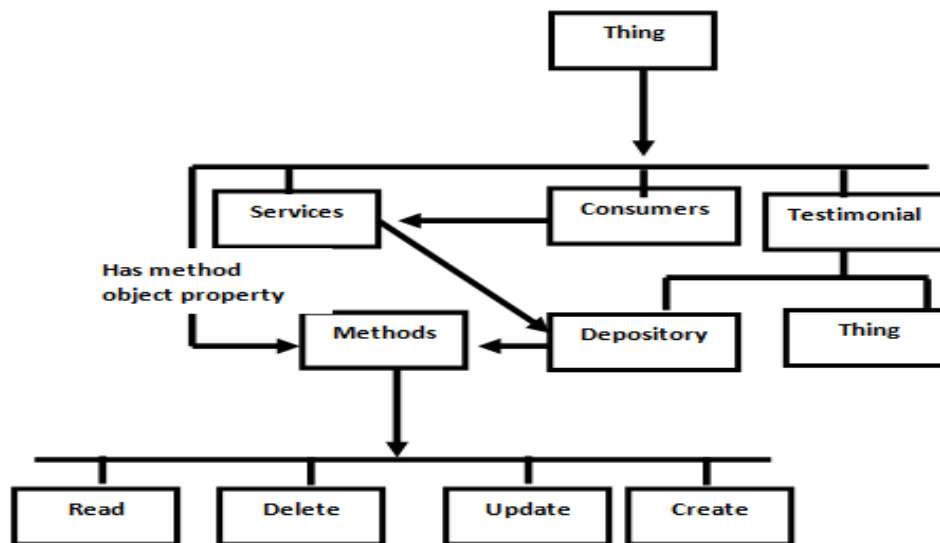 Thing
Services
Consumers
Testimonial
Has method
object property
Methods
Depository
Thing
Read
Delete
Update
Create